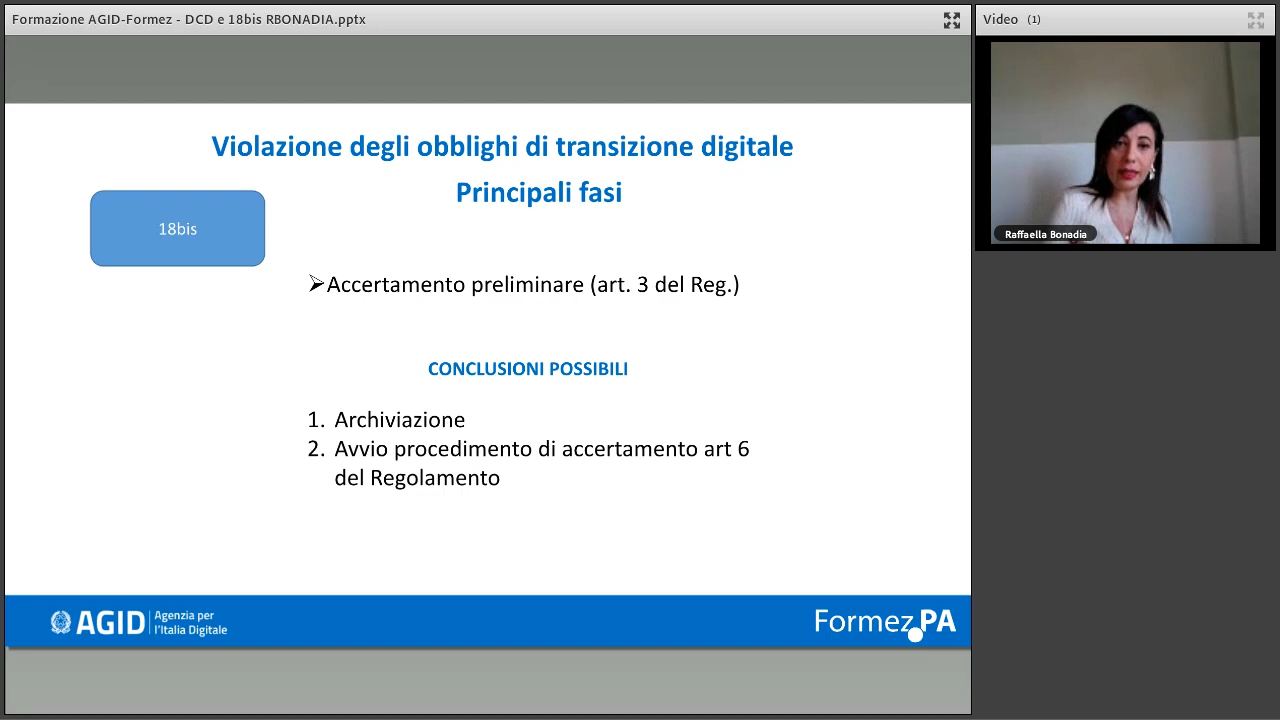 Formazione AGID-Formez - DCD e 18bis RBONADIA.pptx
Video (1)
Violazione degli obblighi di transizione digitale
Principali fasi
18bis
Raffaella Bonadia
➢Accertamento preliminare (art. 3 del Reg.)
CONCLUSIONI POSSIBILI
1. Archiviazione
2. Avvio procedimento di accertamento art 6
del Regolamento
AGID Agenzia per
l'Italia Digitale
Formez PA